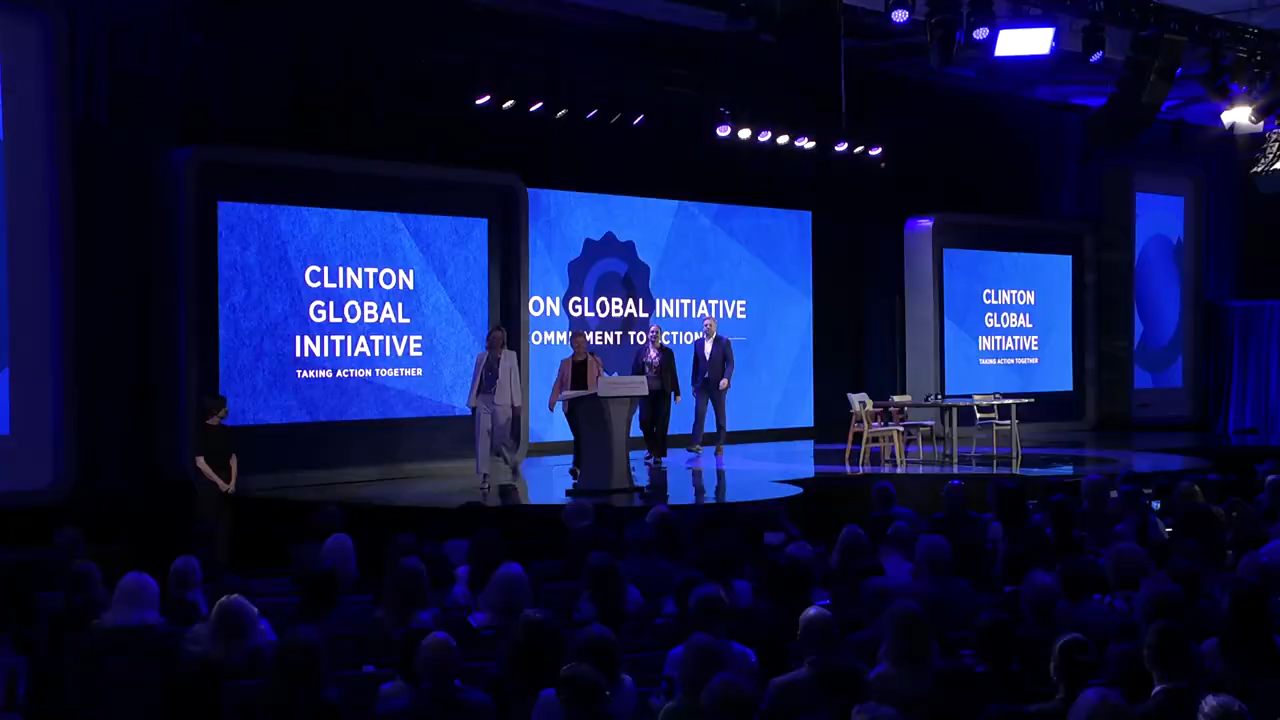 CLINTON
GLOBAL
INITIATIVE
TAKING ACTION TOGETHER
ON GLOBAL INITIATIVE
OMMITMENT TO ACTION
CLINTON
GLOBAL
INITIATIVE
TAKING ACTION TOGETHER